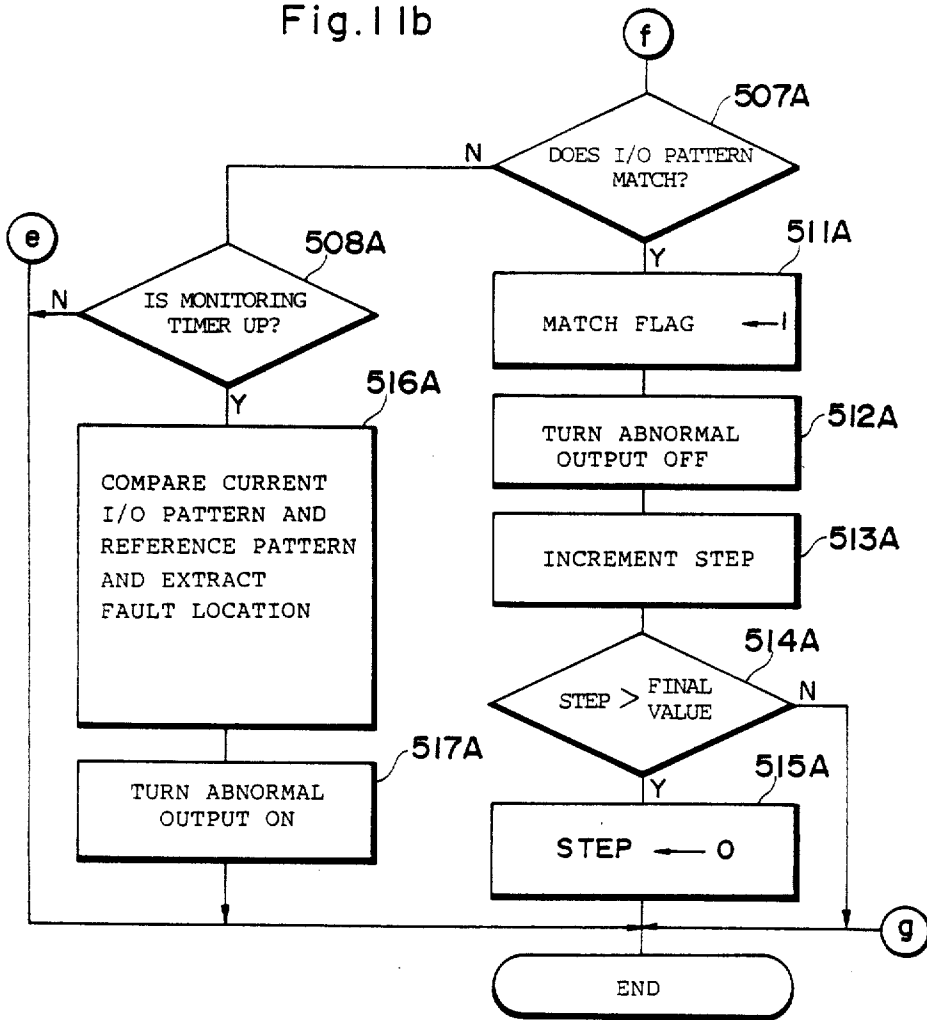 Fig.11b
f
507A
DOES I/O PATTERN
MATCH?
N
Y
e
508A
IS MONITORING
TIMER UP?
N
Y
511A
MATCH FLAG ← 1
516A
COMPARE CURRENT
I/O PATTERN AND
REFERENCE PATTERN
AND EXTRACT
FAULT LOCATION
512A
TURN ABNORMAL
OUTPUT OFF
513A
INCREMENT STEP
514A
STEP > FINAL
VALUE
N
Y
517A
TURN ABNORMAL
OUTPUT ON
515A
STEP ← 0
g
END